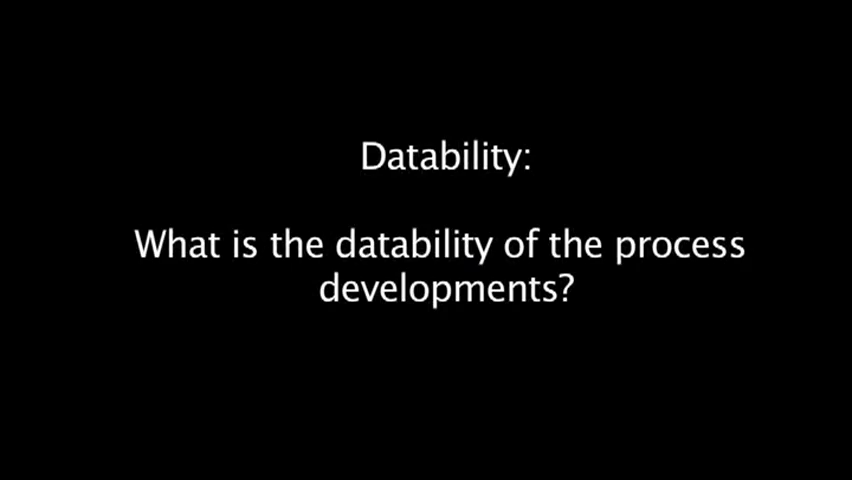 Datability:
What is the datability of the process
developments?